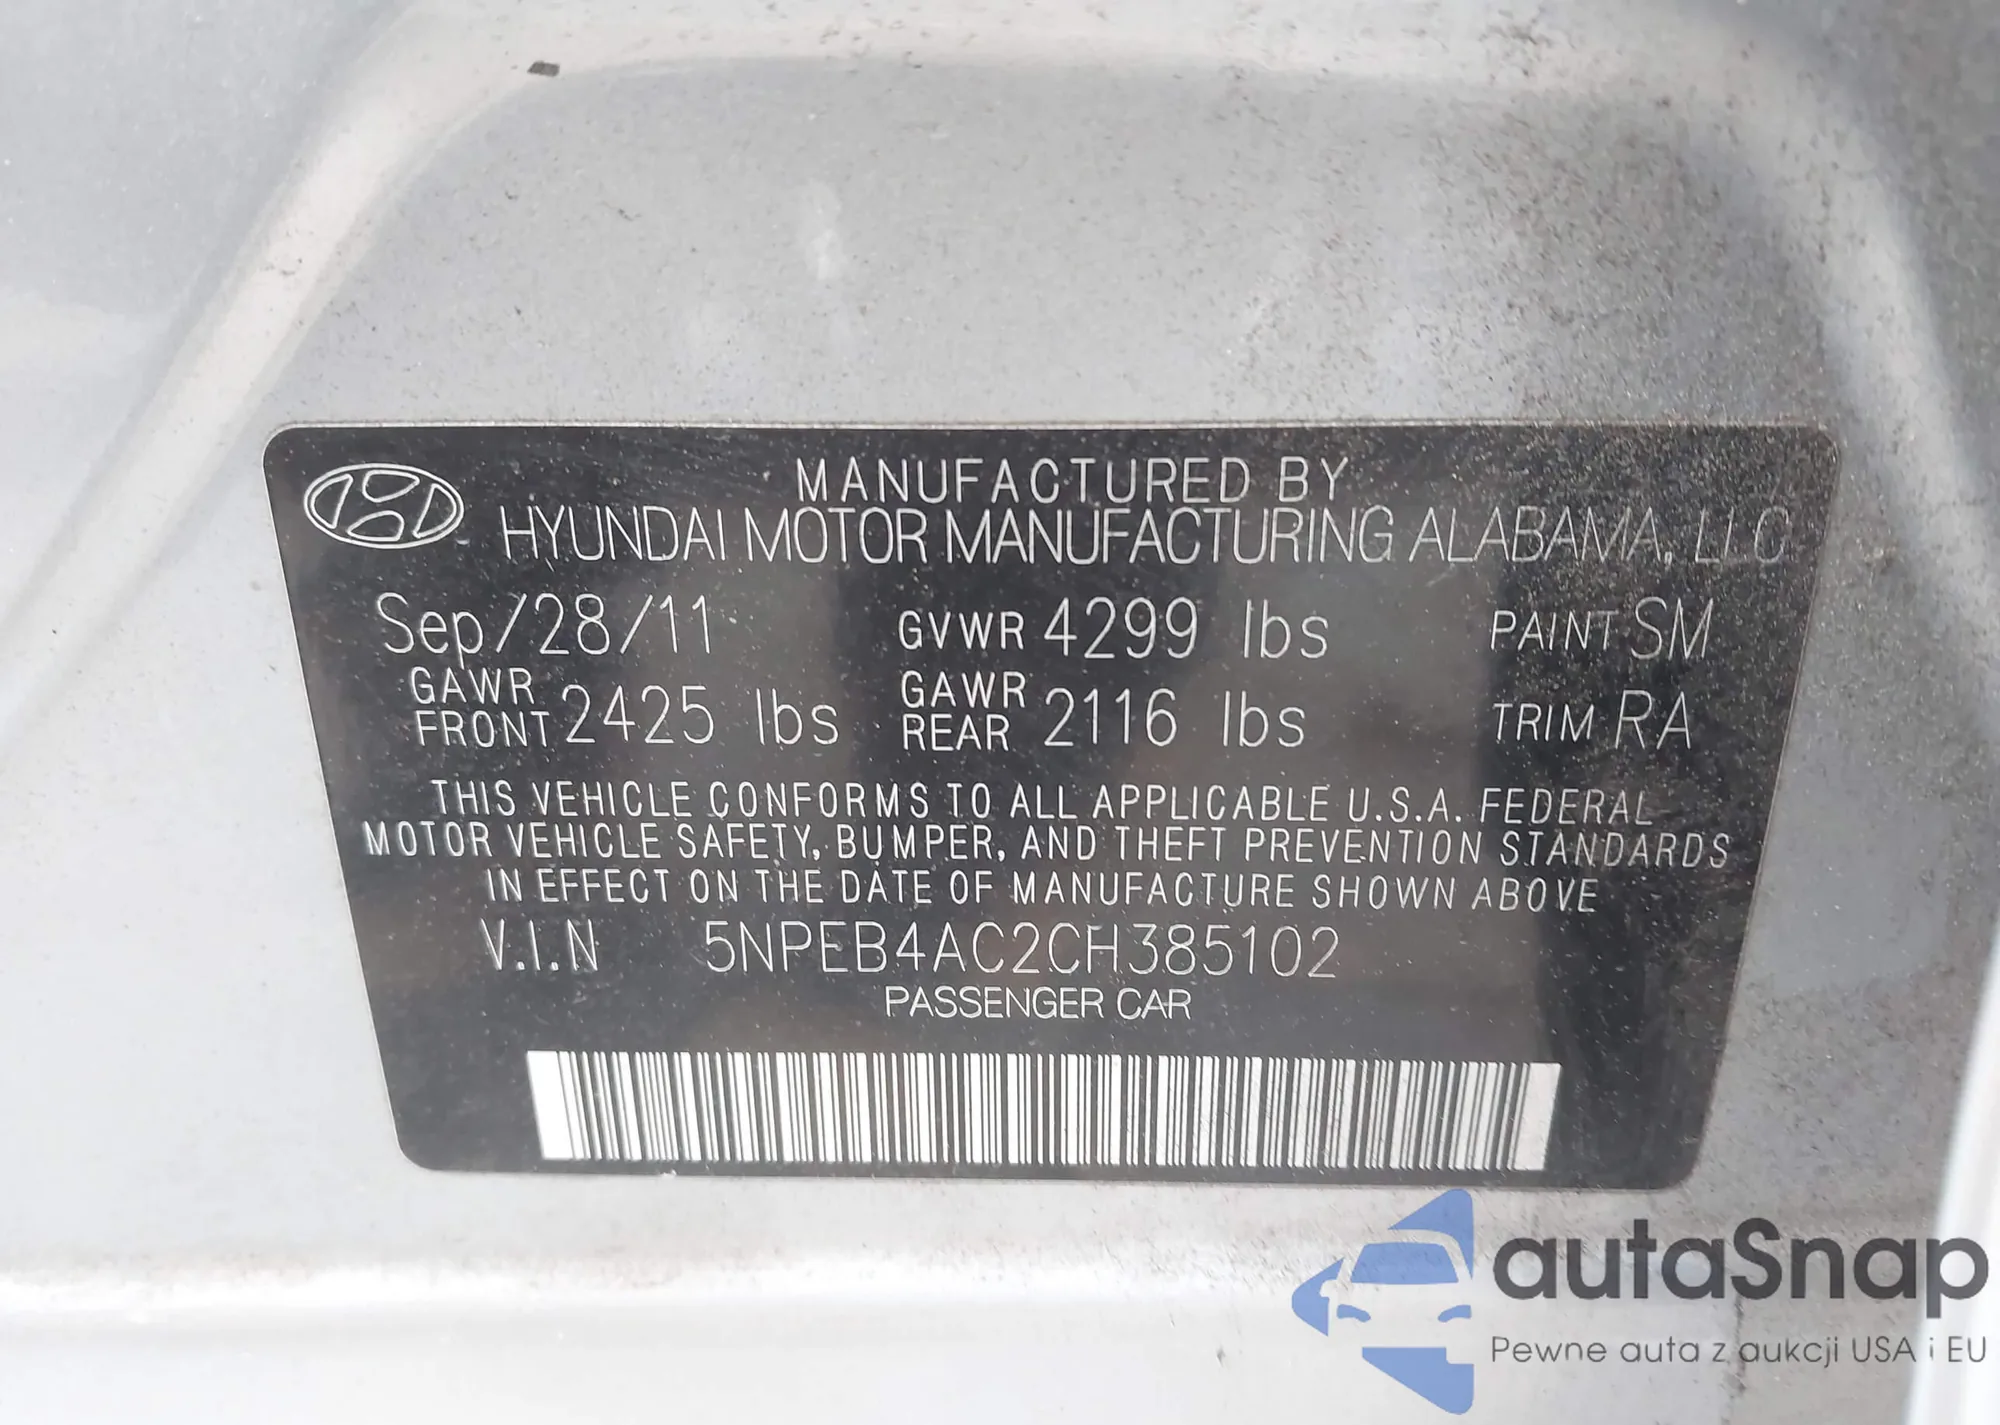 MANUFACTURED BY
HYUNDAI MOTOR MANUFACTURING ALABAMA, LLC
Sep/28/11 GVWR 4299 lbs PAINT SM
GAWR FRONT 2425 lbs GAWR REAR 2116 lbs TRIM RA
THIS VEHICLE CONFORMS TO ALL APPLICABLE U.S.A. FEDERAL
MOTOR VEHICLE SAFETY, BUMPER, AND THEFT PREVENTION STANDARDS
IN EFFECT ON THE DATE OF MANUFACTURE SHOWN ABOVE
V.I.N 5NPEB4AC2CH385102
PASSENGER CAR
autaSnap
Pewne auta z aukcji USA i EU